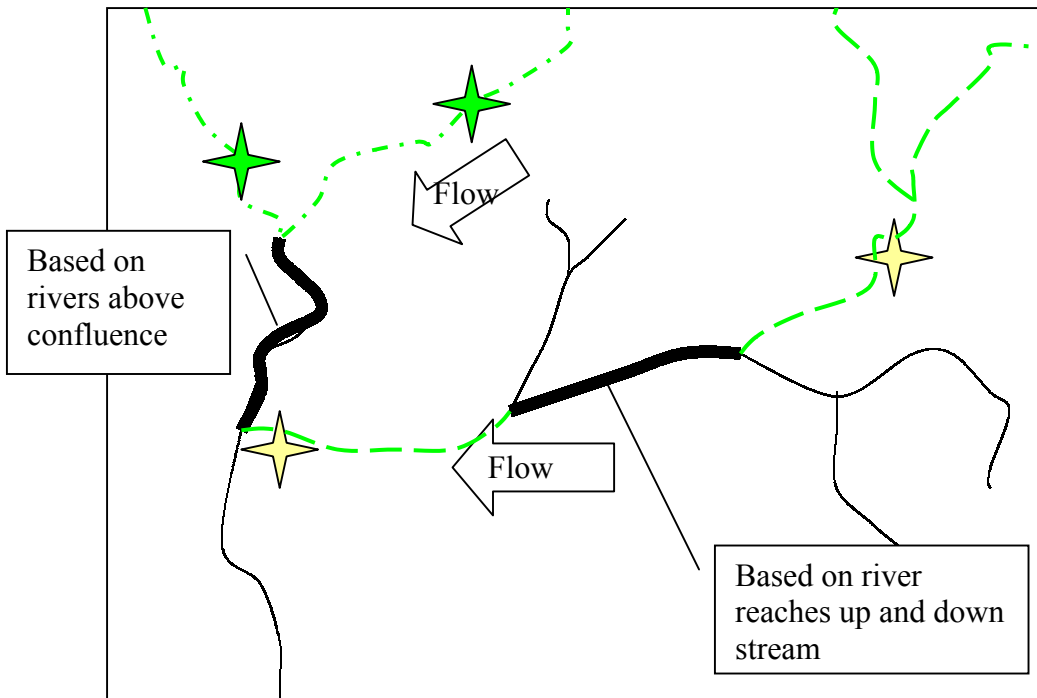 Flow
Based on
rivers above
confluence
Flow
Based on river
reaches up and down
stream